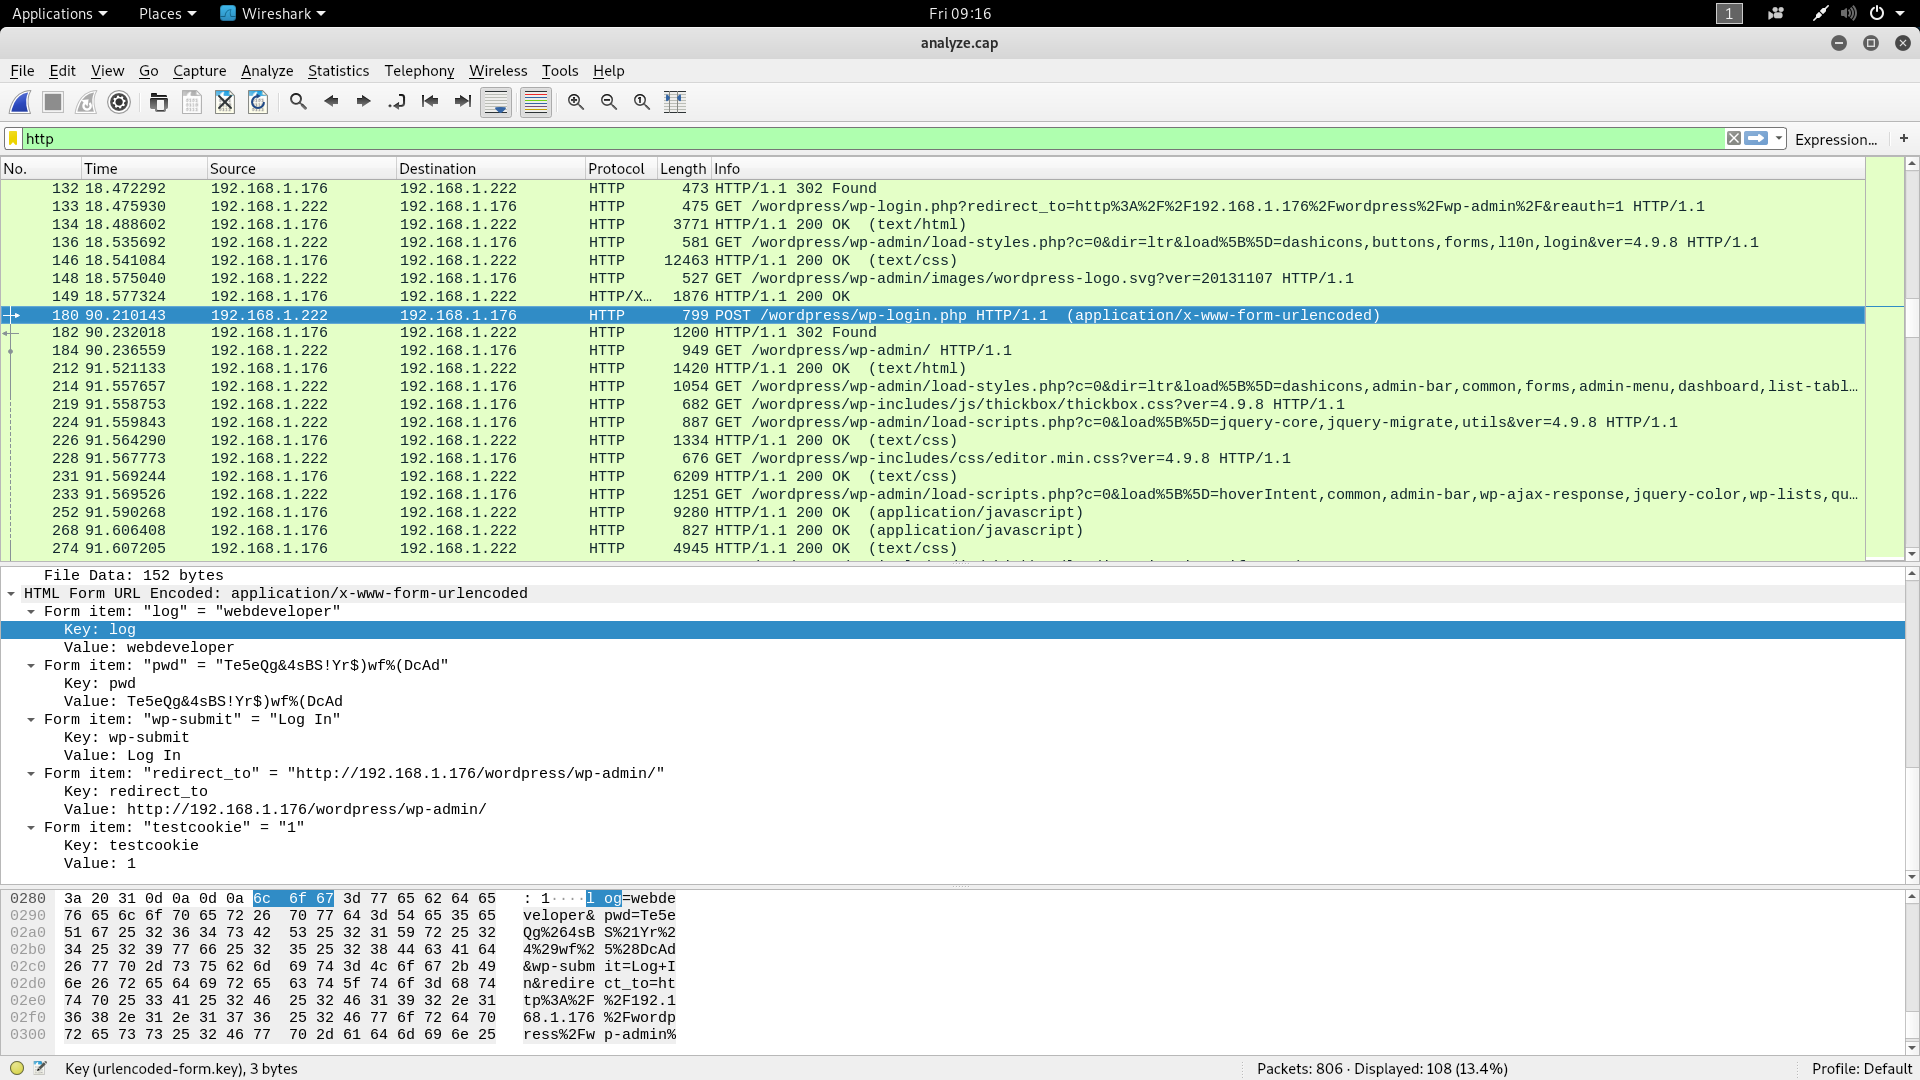 Applications Places Wireshark Fri 09:16 1
analyze.cap
File Edit View Go Capture Analyze Statistics Telephony Wireless Tools Help
http Expression... +
No. Time Source Destination Protocol Length Info
132 18.472292 192.168.1.176 192.168.1.222 HTTP 473 HTTP/1.1 302 Found
133 18.475930 192.168.1.222 192.168.1.176 HTTP 475 GET /wordpress/wp-login.php?redirect_to=http%3A%2F%2F192.168.1.176%2Fwordpress%2Fwp-admin%2F&reauth=1 HTTP/1.1
134 18.488602 192.168.1.176 192.168.1.222 HTTP 3771 HTTP/1.1 200 OK (text/html)
136 18.535692 192.168.1.222 192.168.1.176 HTTP 581 GET /wordpress/wp-admin/load-styles.php?c=0&dir=ltr&load%5B%5D=dashicons,buttons,forms,l10n,login&ver=4.9.8 HTTP/1.1
146 18.541084 192.168.1.176 192.168.1.222 HTTP 12463 HTTP/1.1 200 OK (text/css)
148 18.575040 192.168.1.222 192.168.1.176 HTTP 527 GET /wordpress/wp-admin/images/wordpress-logo.svg?ver=20131107 HTTP/1.1
149 18.577324 192.168.1.176 192.168.1.222 HTTP/X… 1876 HTTP/1.1 200 OK
180 90.210143 192.168.1.222 192.168.1.176 HTTP 799 POST /wordpress/wp-login.php HTTP/1.1 (application/x-www-form-urlencoded)
182 90.232018 192.168.1.176 192.168.1.222 HTTP 1200 HTTP/1.1 302 Found
184 90.236559 192.168.1.222 192.168.1.176 HTTP 949 GET /wordpress/wp-admin/ HTTP/1.1
212 91.521133 192.168.1.176 192.168.1.222 HTTP 1420 HTTP/1.1 200 OK (text/html)
214 91.557657 192.168.1.222 192.168.1.176 HTTP 1054 GET /wordpress/wp-admin/load-styles.php?c=0&dir=ltr&load%5B%5D=dashicons,admin-bar,common,forms,admin-menu,dashboard,list-tabl…
219 91.558753 192.168.1.222 192.168.1.176 HTTP 682 GET /wordpress/wp-includes/js/thickbox/thickbox.css?ver=4.9.8 HTTP/1.1
224 91.559843 192.168.1.222 192.168.1.176 HTTP 887 GET /wordpress/wp-admin/load-scripts.php?c=0&load%5B%5D=jquery-core,jquery-migrate,utils&ver=4.9.8 HTTP/1.1
226 91.564290 192.168.1.176 192.168.1.222 HTTP 1334 HTTP/1.1 200 OK (text/css)
228 91.567773 192.168.1.222 192.168.1.176 HTTP 676 GET /wordpress/wp-includes/css/editor.min.css?ver=4.9.8 HTTP/1.1
231 91.569244 192.168.1.176 192.168.1.222 HTTP 6209 HTTP/1.1 200 OK (text/css)
233 91.569526 192.168.1.222 192.168.1.176 HTTP 1251 GET /wordpress/wp-admin/load-scripts.php?c=0&load%5B%5D=hoverIntent,common,admin-bar,wp-ajax-response,jquery-color,wp-lists,qu…
252 91.590268 192.168.1.176 192.168.1.222 HTTP 9280 HTTP/1.1 200 OK (application/javascript)
268 91.606408 192.168.1.176 192.168.1.222 HTTP 827 HTTP/1.1 200 OK (application/javascript)
274 91.607205 192.168.1.176 192.168.1.222 HTTP 4945 HTTP/1.1 200 OK (text/css)
File Data: 152 bytes
HTML Form URL Encoded: application/x-www-form-urlencoded
Form item: "log" = "webdeveloper"
Key: log
Value: webdeveloper
Form item: "pwd" = "Te5eQg&4sBS!Yr$)wf%(DcAd"
Key: pwd
Value: Te5eQg&4sBS!Yr$)wf%(DcAd
Form item: "wp-submit" = "Log In"
Key: wp-submit
Value: Log In
Form item: "redirect_to" = "http://192.168.1.176/wordpress/wp-admin/"
Key: redirect_to
Value: http://192.168.1.176/wordpress/wp-admin/
Form item: "testcookie" = "1"
Key: testcookie
Value: 1
0280 3a 20 31 0d 0a 0d 0a 6c 6f 67 3d 77 65 62 64 65 : 1····l og=webde
0290 76 65 6c 6f 70 65 72 26 70 77 64 3d 54 65 35 65 veloper& pwd=Te5e
02a0 51 67 25 32 36 34 73 42 53 25 32 31 59 72 25 32 Qg%264sB S%21Yr%2
02b0 34 25 32 39 77 66 25 32 35 25 32 38 44 63 41 64 4%29wf%2 5%28DcAd
02c0 26 77 70 2d 73 75 62 6d 69 74 3d 4c 6f 67 2b 49 &wp-subm it=Log+I
02d0 6e 26 72 65 64 69 72 65 63 74 5f 74 6f 3d 68 74 n&redire ct_to=ht
02e0 74 70 25 33 41 25 32 46 25 32 46 31 39 32 2e 31 tp%3A%2F %2F192.1
02f0 36 38 2e 31 2e 31 37 36 25 32 46 77 6f 72 64 70 68.1.176 %2Fwordp
0300 72 65 73 73 25 32 46 77 70 2d 61 64 6d 69 6e 25 ress%2Fw p-admin%
Key (urlencoded-form.key), 3 bytes Packets: 806 · Displayed: 108 (13.4%) Profile: Default